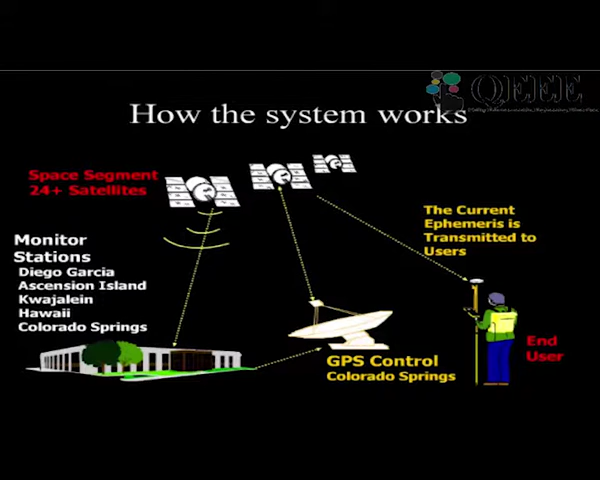 QEEE
How the system works
Space Segment
24+ Satellites
The Current
Ephemeris is
Transmitted to
Users
Monitor
Stations
Diego Garcia
Ascension Island
Kwajalein
Hawaii
Colorado Springs
End
User
GPS Control
Colorado Springs